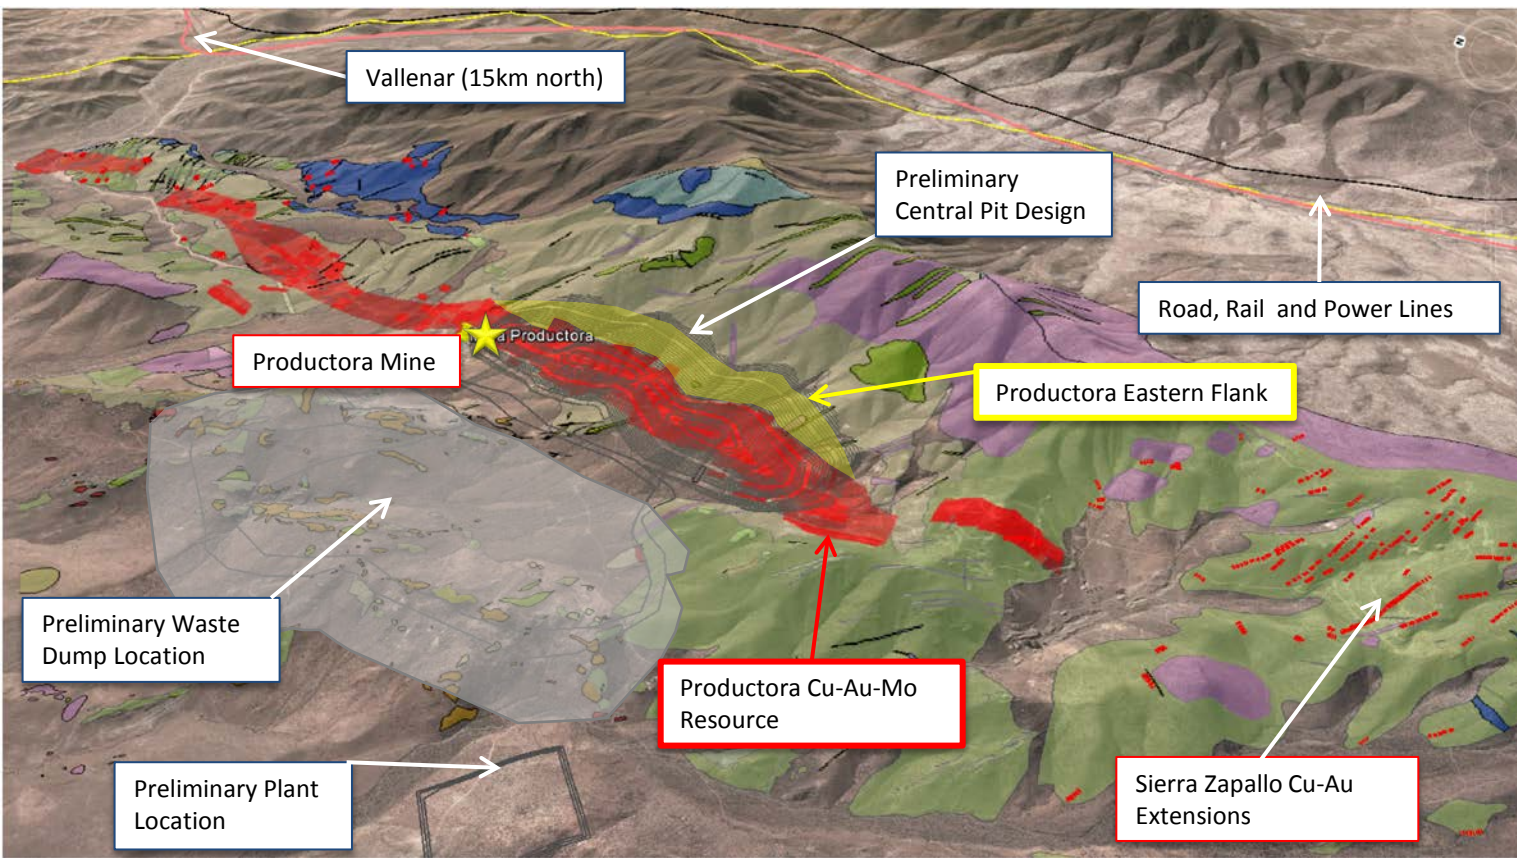 N
Vallenar (15km north)
Preliminary
Central Pit Design
Road, Rail and Power Lines
Productora
Productora Mine
Productora Eastern Flank
Preliminary Waste
Dump Location
Productora Cu-Au-Mo
Resource
Preliminary Plant
Location
Sierra Zapallo Cu-Au
Extensions